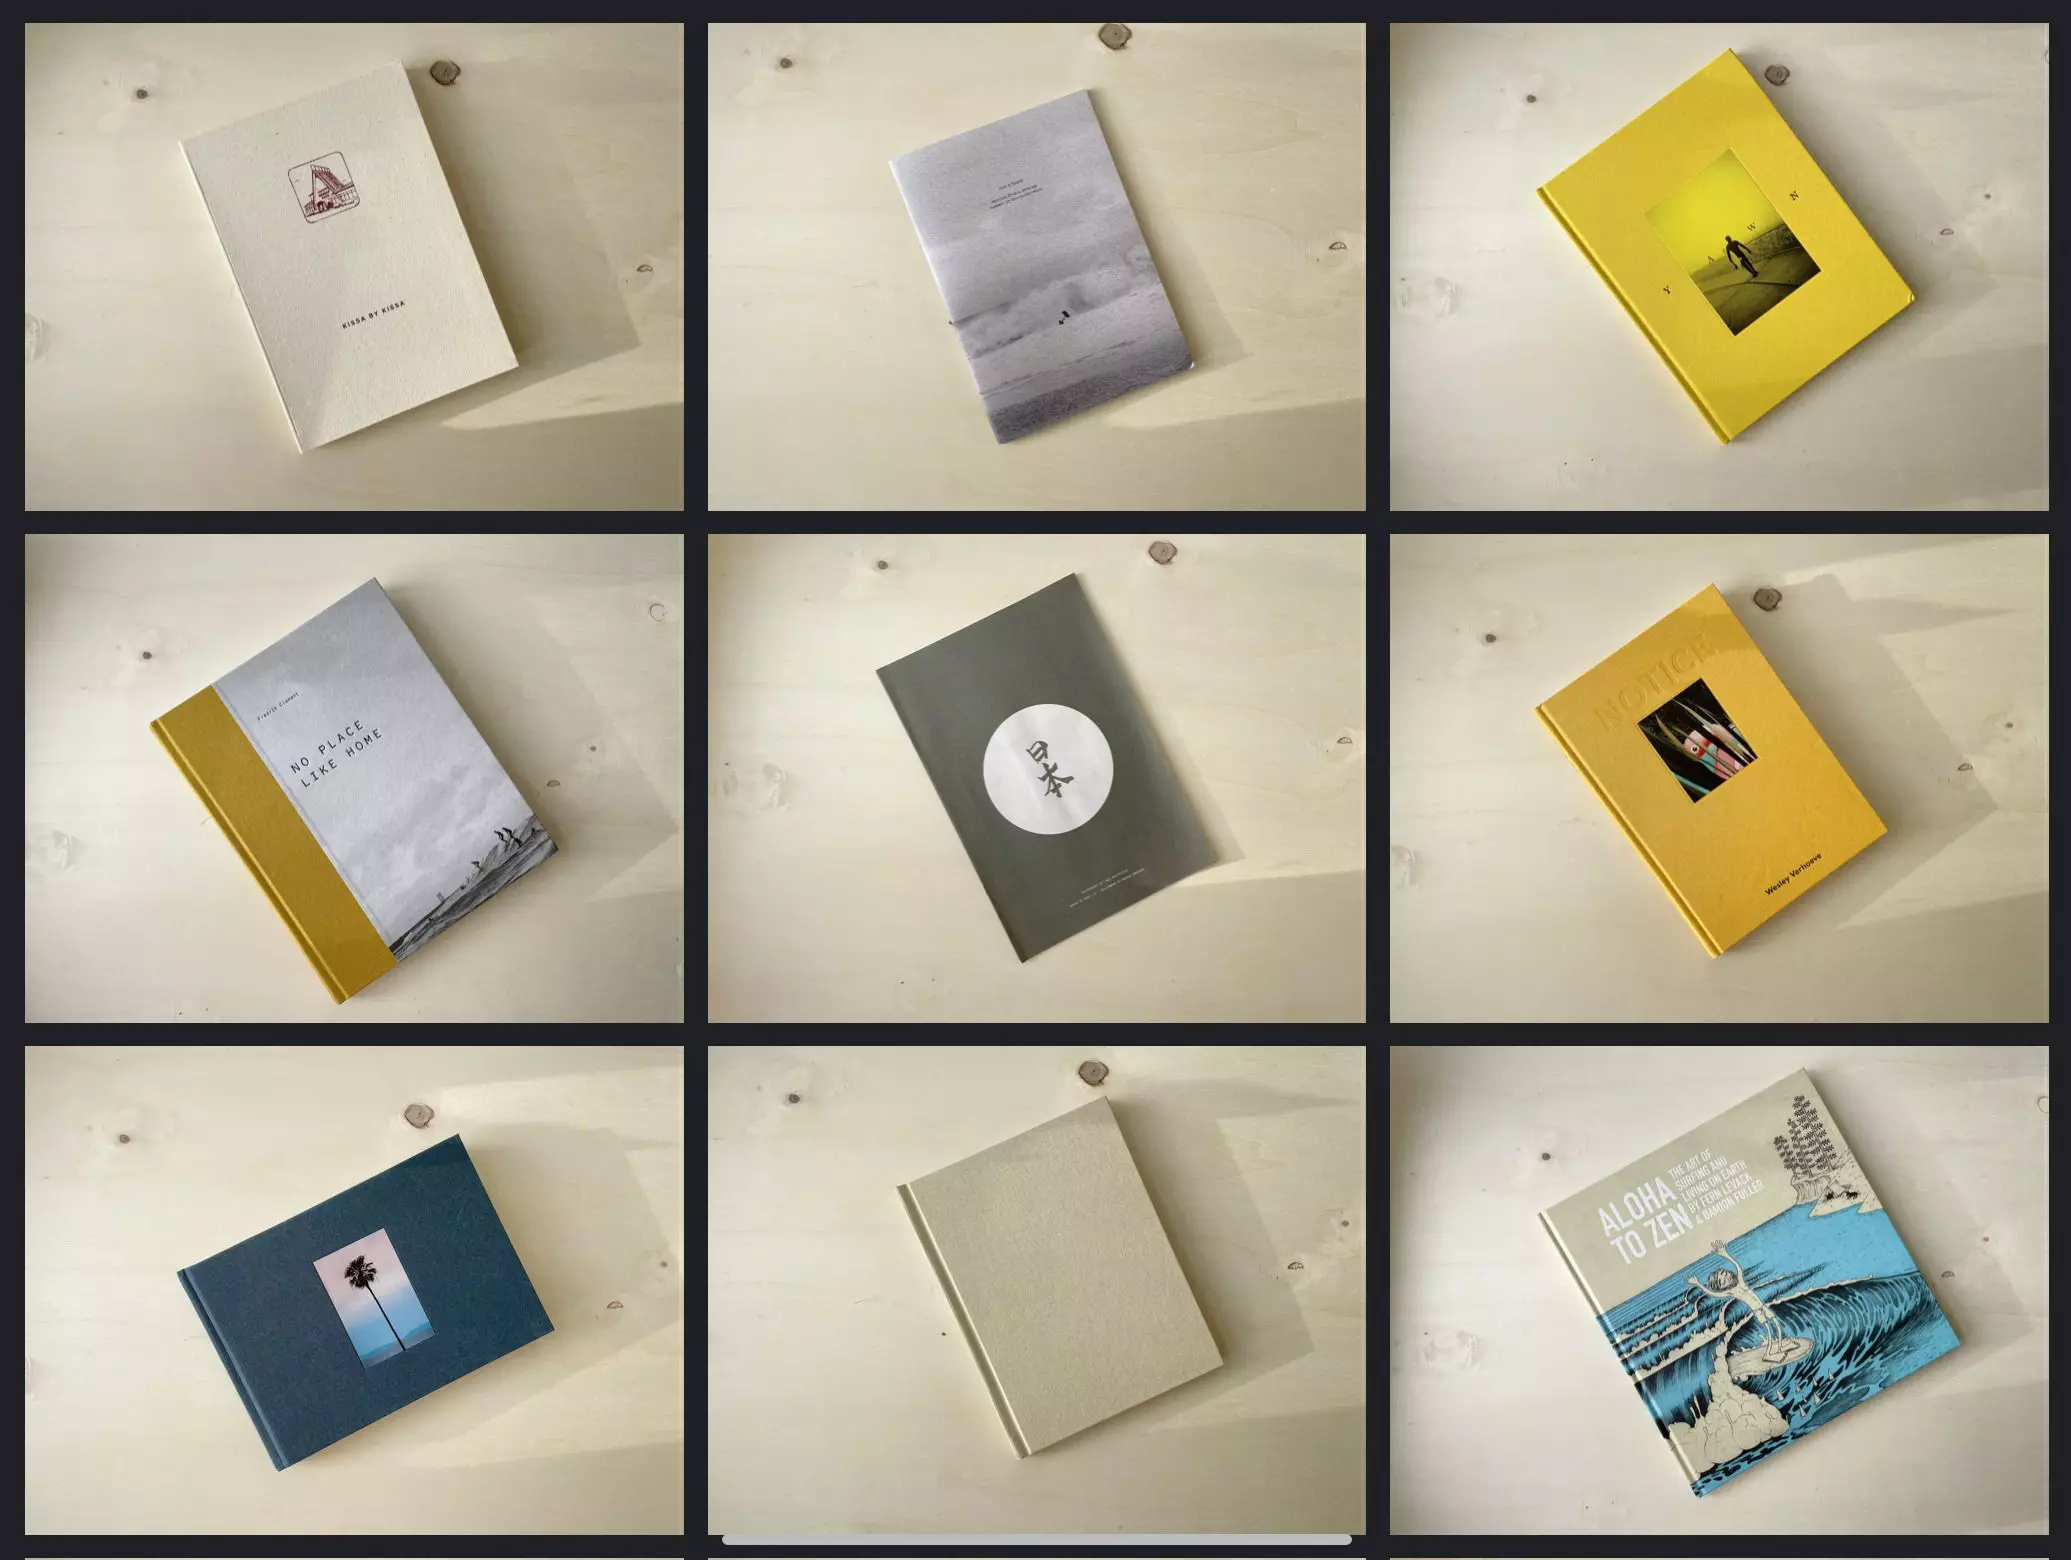 KISSA BY KISSA
Y A W N
Fredrik Clement
NO PLACE
LIKE HOME
日本
NOTICE
Wesley Verhoeve
ALOHA
TO ZEN
THE ART OF
SURFING AND
LIVING ON EARTH
BY FERN LEVACK
& DAMION FULLER